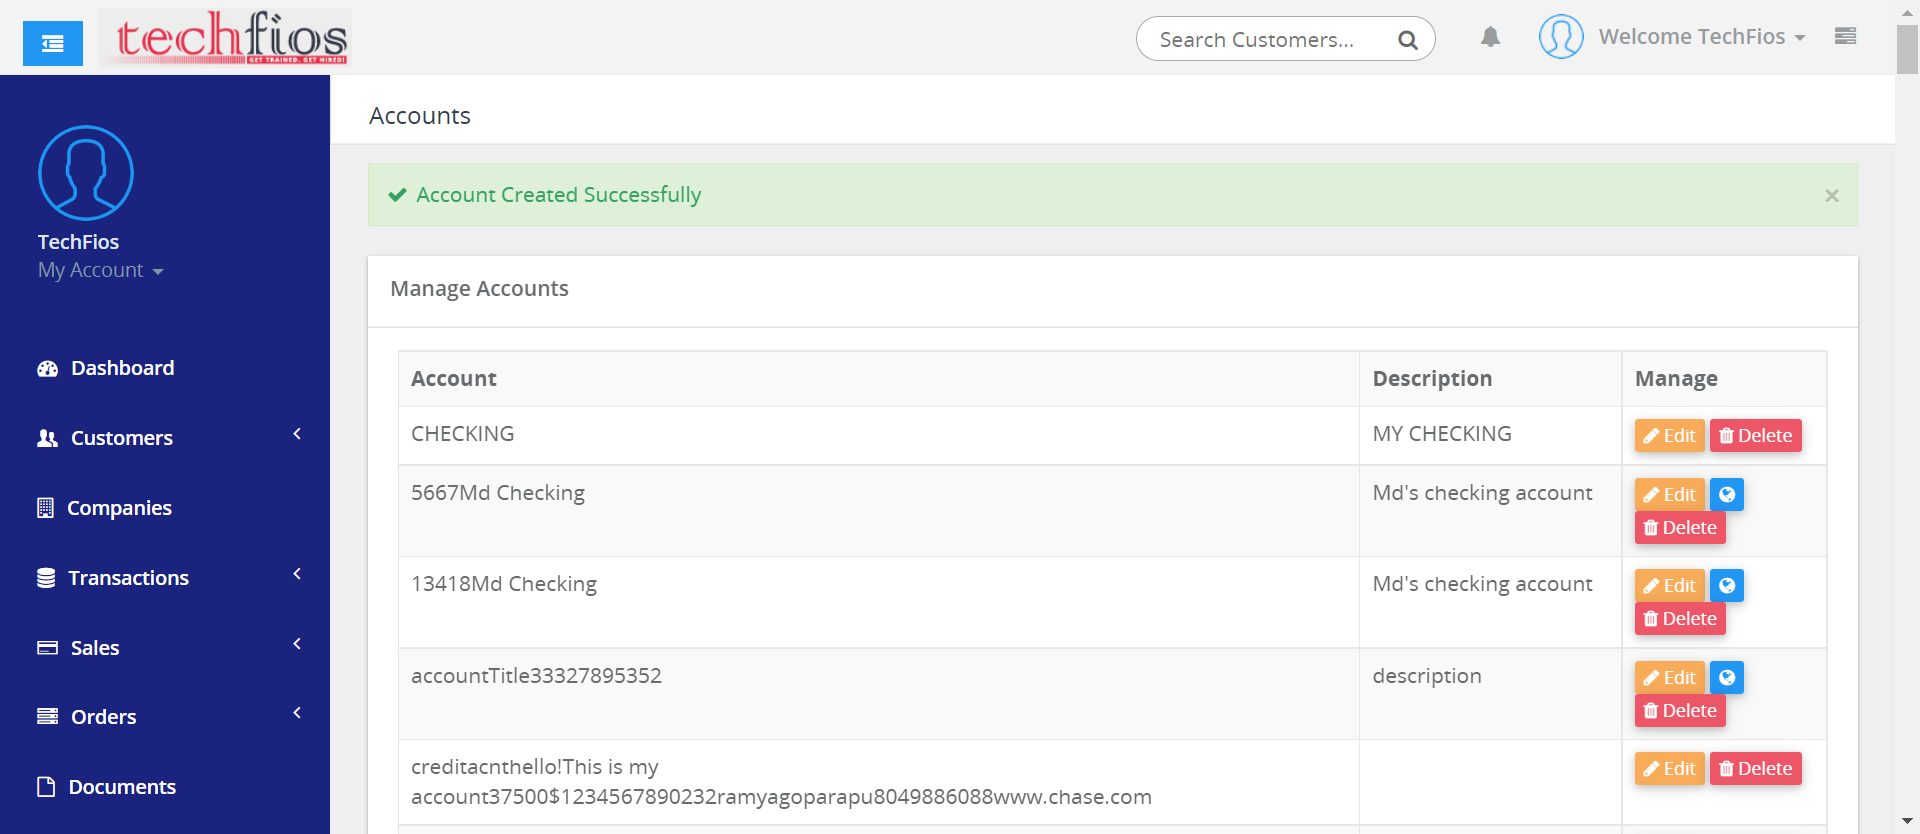 techfios
GET TRAINED. GET HIRED!
Search Customers...
Welcome TechFios
TechFios
My Account
Dashboard
Customers
Companies
Transactions
Sales
Orders
Documents
Accounts
Account Created Successfully
×
Manage Accounts
Account Description Manage
CHECKING MY CHECKING Edit Delete
5667Md Checking Md's checking account Edit
Delete
13418Md Checking Md's checking account Edit
Delete
accountTitle33327895352 description Edit
Delete
creditacnthello!This is my Edit Delete
account37500$1234567890232ramyagoparapu8049886088www.chase.com